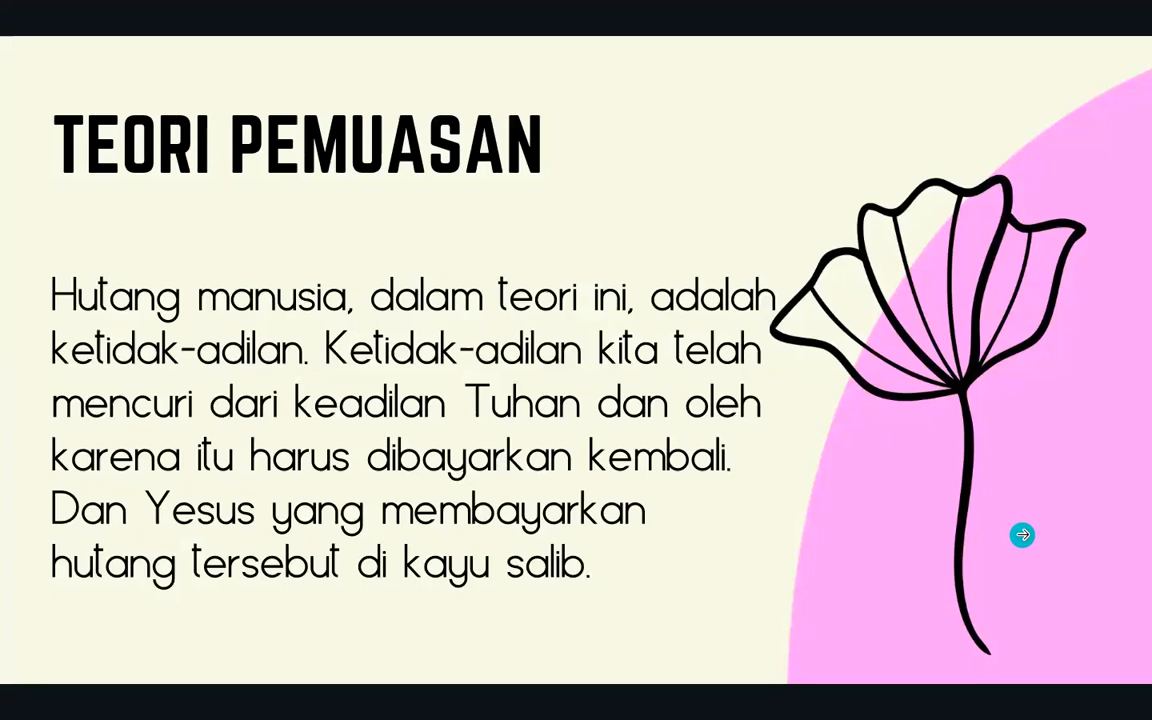 TEORI PEMUASAN
Hutang manusia, dalam teori ini, adalah
ketidak-adilan. Ketidak-adilan kita telah
mencuri dari keadilan Tuhan dan oleh
karena itu harus dibayarkan kembali.
Dan Yesus yang membayarkan
hutang tersebut di kayu salib.